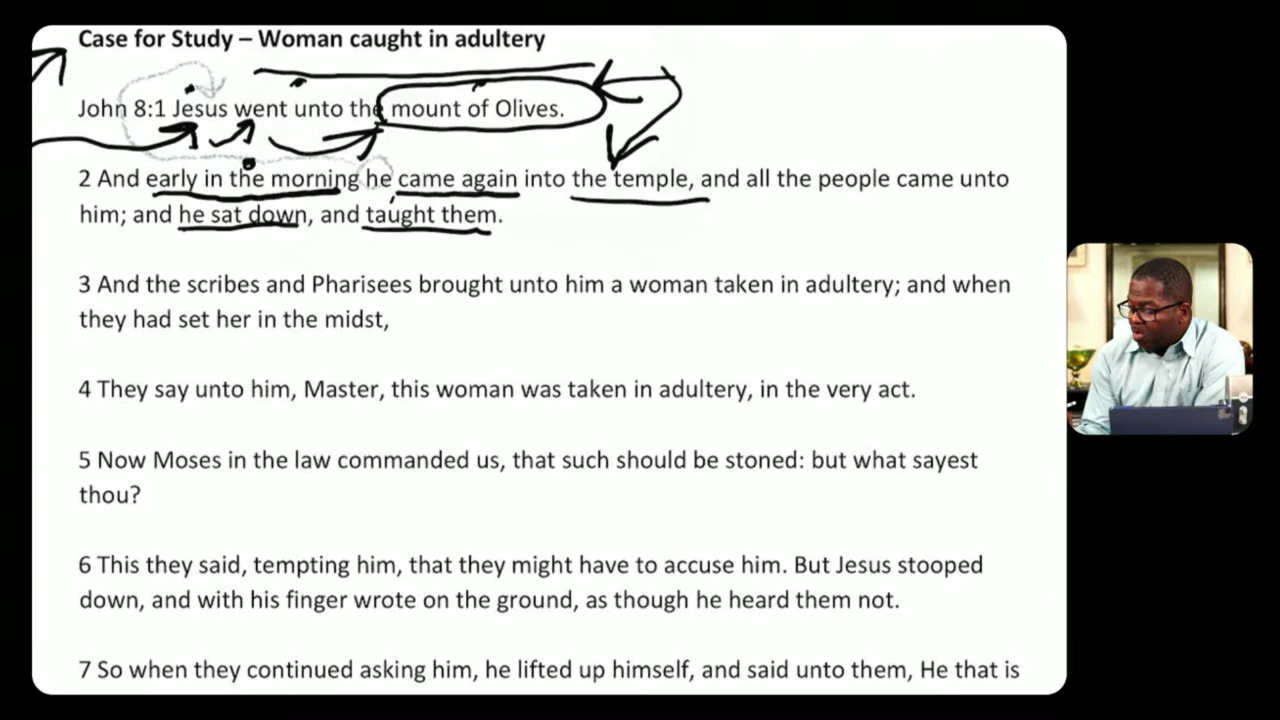 Case for Study – Woman caught in adultery
John 8:1 Jesus went unto the mount of Olives.
2 And early in the morning he came again into the temple, and all the people came unto
him; and he sat down, and taught them.
3 And the scribes and Pharisees brought unto him a woman taken in adultery; and when
they had set her in the midst,
4 They say unto him, Master, this woman was taken in adultery, in the very act.
5 Now Moses in the law commanded us, that such should be stoned: but what sayest
thou?
6 This they said, tempting him, that they might have to accuse him. But Jesus stooped
down, and with his finger wrote on the ground, as though he heard them not.
7 So when they continued asking him, he lifted up himself, and said unto them, He that is